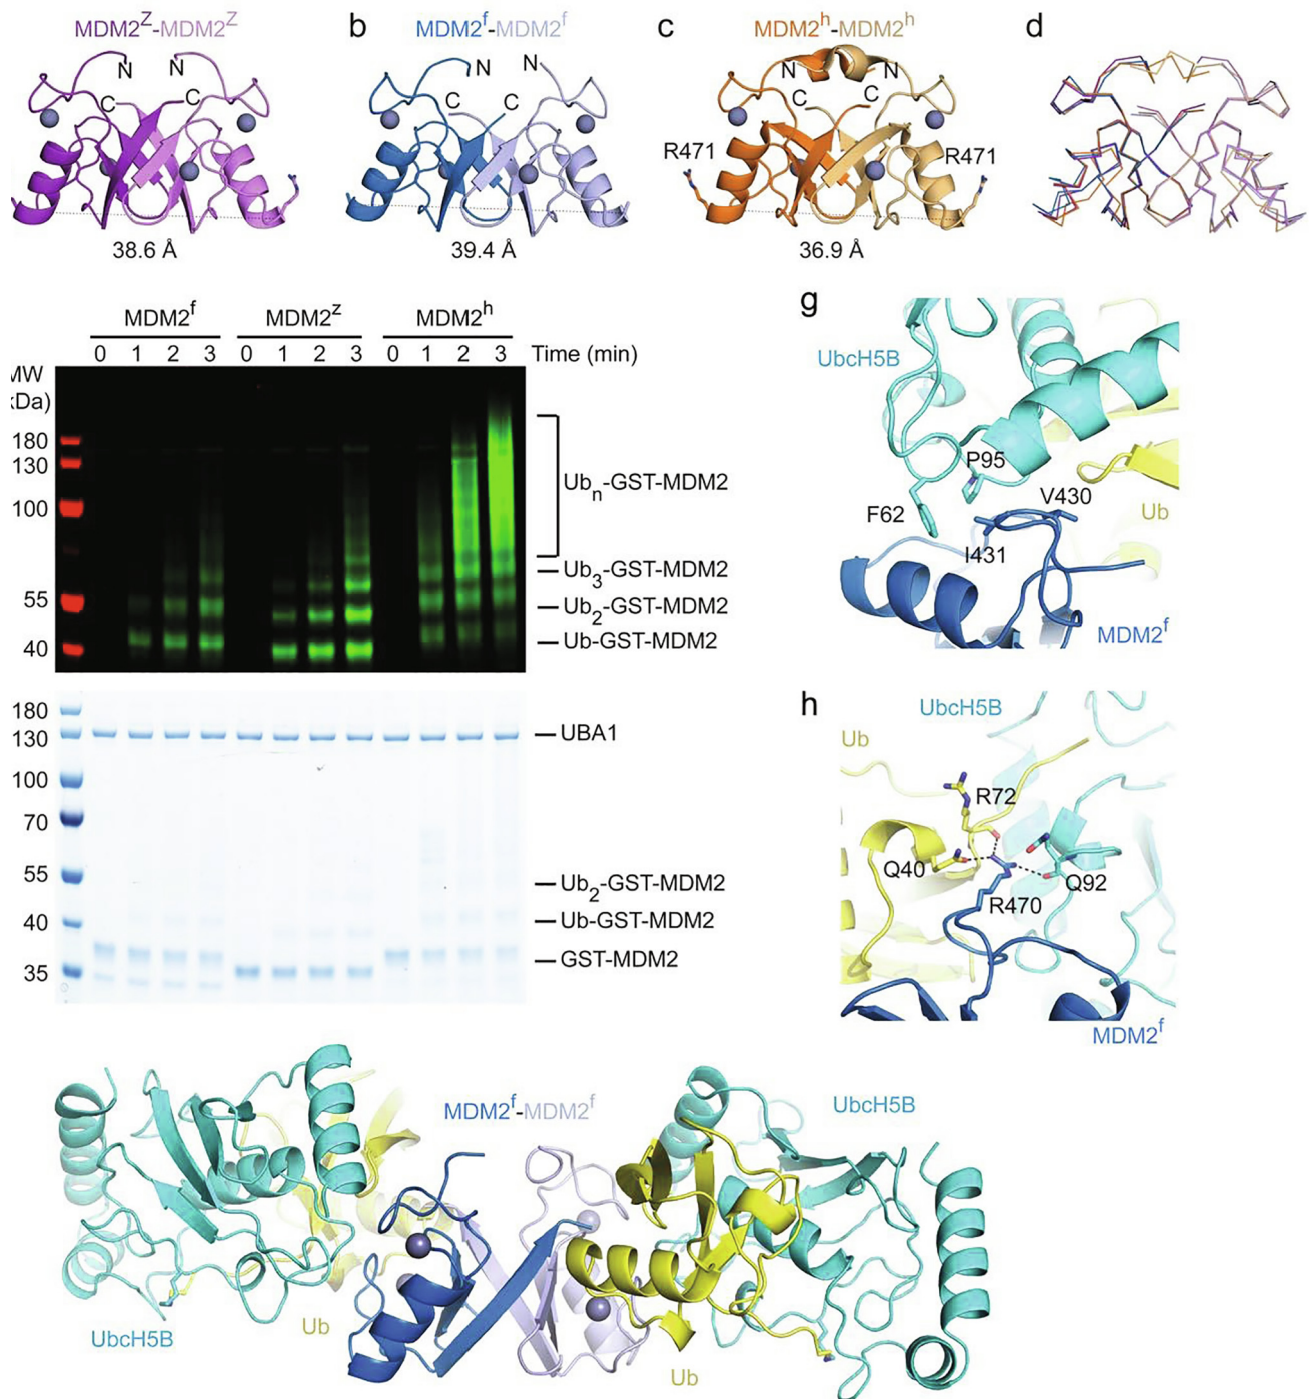 MDM2^Z-MDM2^Z
b MDM2^f-MDM2^f
c MDM2^h-MDM2^h
d
N N
C C
N N
C C
N N
C C
R471 R471
38.6 Å
39.4 Å
36.9 Å
MDM2^f MDM2^z MDM2^h
0 1 2 3 0 1 2 3 0 1 2 3 Time (min)
MW
kDa)
180
130
100
55
40
Ub_n-GST-MDM2
Ub_3-GST-MDM2
Ub_2-GST-MDM2
Ub-GST-MDM2
180
130
100
70
55
40
35
UBA1
Ub_2-GST-MDM2
Ub-GST-MDM2
GST-MDM2
g
UbcH5B
P95
V430
F62
Ub
I431
MDM2^f
h
UbcH5B
Ub
R72
Q40
Q92
R470
MDM2^f
MDM2^f-MDM2^f
UbcH5B
UbcH5B
Ub
Ub